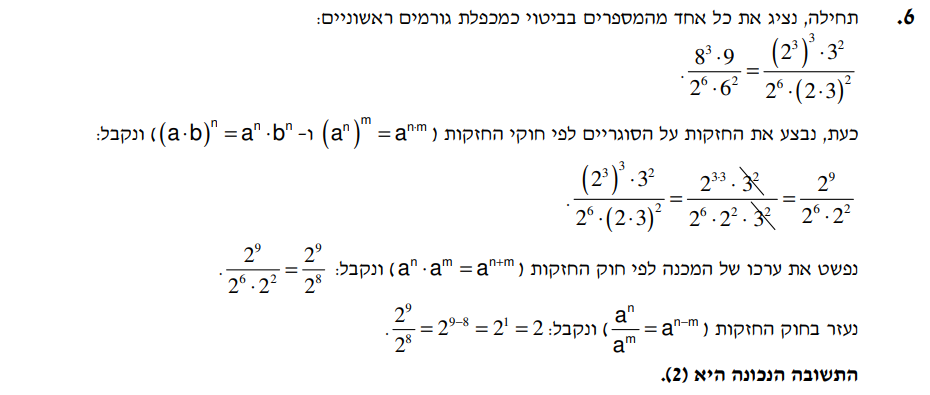 6. תחילה, נציג את כל אחד מהמספרים בביטוי כמכפלת גורמים ראשוניים:
\frac{8^3 \cdot 9}{2^6 \cdot 6^2} = \frac{(2^3)^3 \cdot 3^2}{2^6 \cdot (2 \cdot 3)^2}.
כעת, נבצע את החזקות על הסוגריים לפי חוקי החזקות ( (a^n)^m = a^{n·m} ו- (a·b)^n = a^n · b^n ) ונקבל:
\frac{(2^3)^3 \cdot 3^2}{2^6 \cdot (2 \cdot 3)^2} = \frac{2^{3·3} \cdot 3^2}{2^6 \cdot 2^2 \cdot 3^2} = \frac{2^9}{2^6 \cdot 2^2}.
נפשט את ערכו של המכנה לפי חוק החזקות ( a^n · a^m = a^{n+m} ) ונקבל: \frac{2^9}{2^6 \cdot 2^2} = \frac{2^9}{2^8}.
נעזר בחוק החזקות ( \frac{a^n}{a^m} = a^{n-m} ) ונקבל: \frac{2^9}{2^8} = 2^{9-8} = 2^1 = 2.
התשובה הנכונה היא (2).